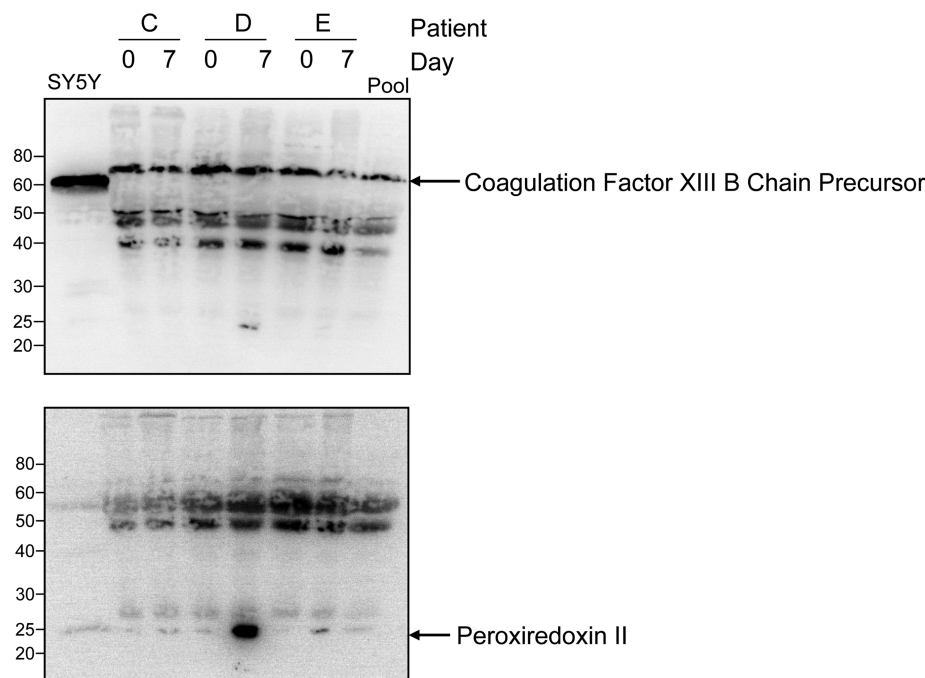 C D E Patient
0 7 0 7 0 7 Day
SY5Y Pool
80
60
50
40
30
25
20
Coagulation Factor XIII B Chain Precursor
80
60
50
40
30
25
20
Peroxiredoxin II